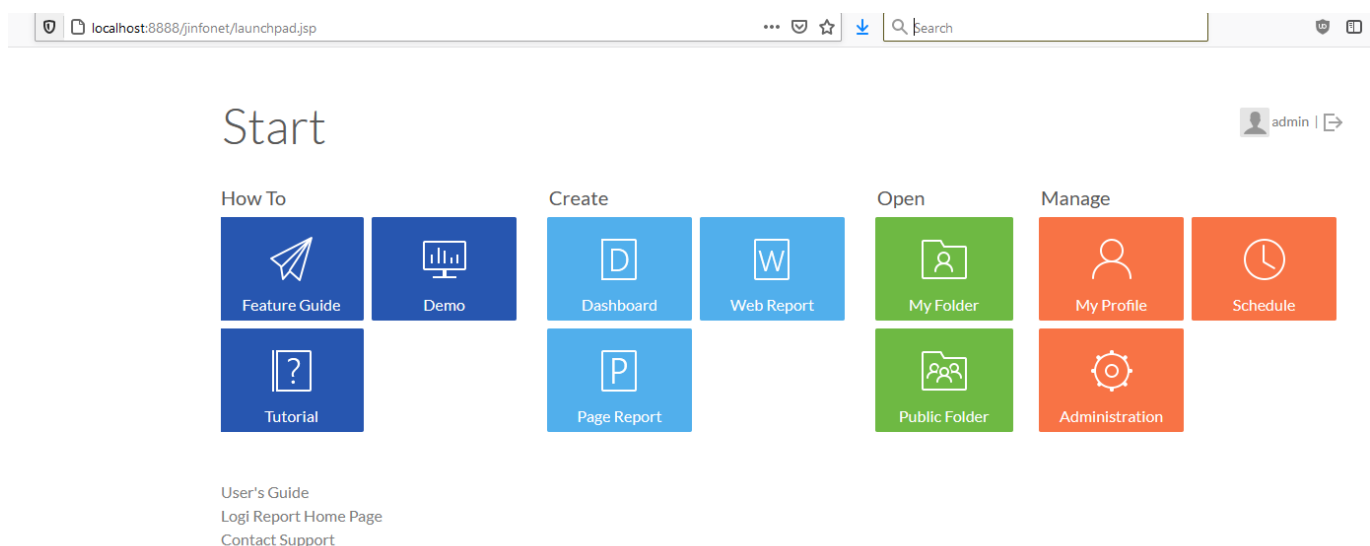 localhost:8888/jinfonet/launchpad.jsp
Search
Start
admin |
How To
Create
Open
Manage
Feature Guide
Demo
Dashboard
Web Report
My Folder
My Profile
Schedule
Tutorial
Page Report
Public Folder
Administration
User's Guide
Logi Report Home Page
Contact Support